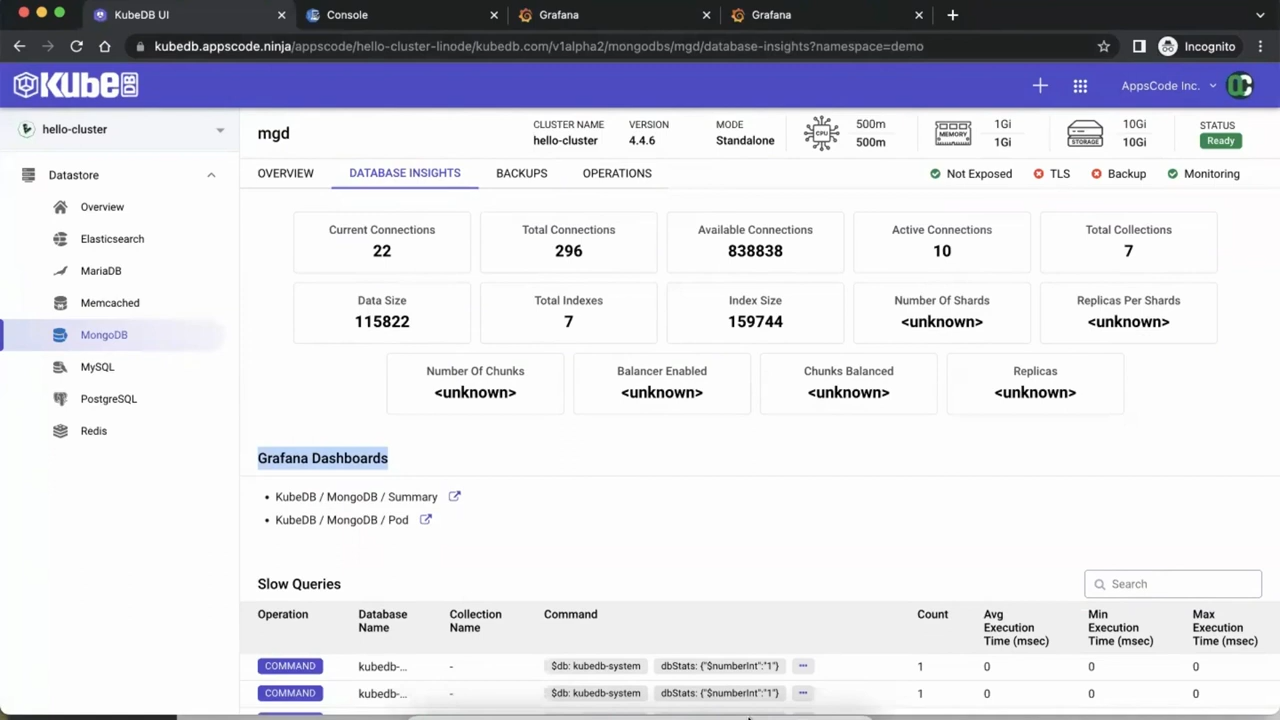 KubeDB UI
Console
Grafana
Grafana
kubedb.appscode.ninja/appscode/hello-cluster-linode/kubedb.com/v1alpha2/mongodbs/mgd/database-insights?namespace=demo
Incognito
KubeDB
AppsCode Inc.
hello-cluster
Datastore
Overview
Elasticsearch
MariaDB
Memcached
MongoDB
MySQL
PostgreSQL
Redis
mgd
CLUSTER NAME
hello-cluster
VERSION
4.4.6
MODE
Standalone
CPU
500m
500m
MEMORY
1Gi
1Gi
STORAGE
10Gi
10Gi
STATUS
Ready
OVERVIEW
DATABASE INSIGHTS
BACKUPS
OPERATIONS
Not Exposed
TLS
Backup
Monitoring
Current Connections
22
Total Connections
296
Available Connections
838838
Active Connections
10
Total Collections
7
Data Size
115822
Total Indexes
7
Index Size
159744
Number Of Shards
<unknown>
Replicas Per Shards
<unknown>
Number Of Chunks
<unknown>
Balancer Enabled
<unknown>
Chunks Balanced
<unknown>
Replicas
<unknown>
Grafana Dashboards
• KubeDB / MongoDB / Summary
• KubeDB / MongoDB / Pod
Slow Queries
Search
Operation
Database Name
Collection Name
Command
Count
Avg Execution Time (msec)
Min Execution Time (msec)
Max Execution Time (msec)
COMMAND kubedb-... - $db: kubedb-system dbStats: {"$numberInt":"1"} ... 1 0 0 0
COMMAND kubedb-... - $db: kubedb-system dbStats: {"$numberInt":"1"} ... 1 0 0 0